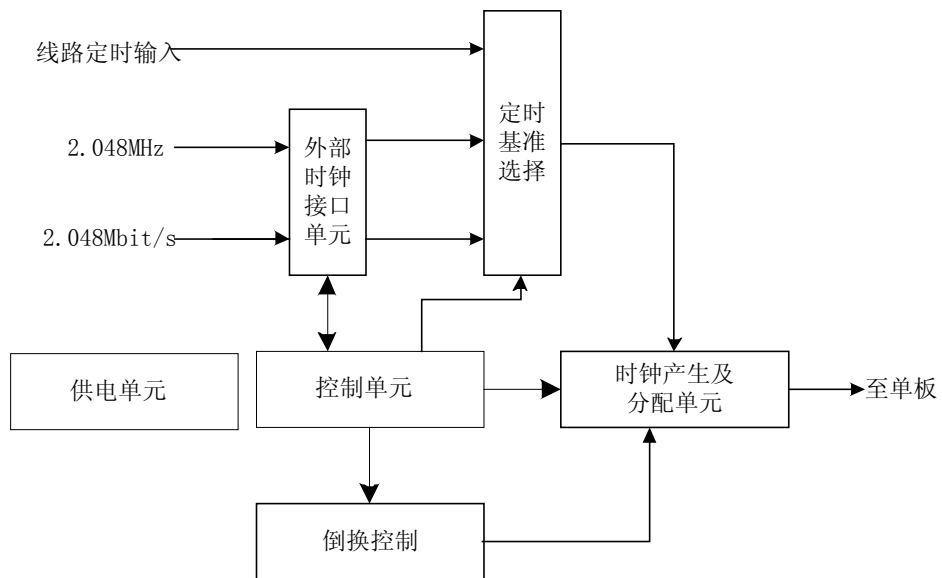 线路定时输入
定时
基准
选择
2.048MHz
外部
时钟
接口
单元
2.048Mbit/s
供电单元
控制单元
时钟产生及
分配单元
至单板
倒换控制